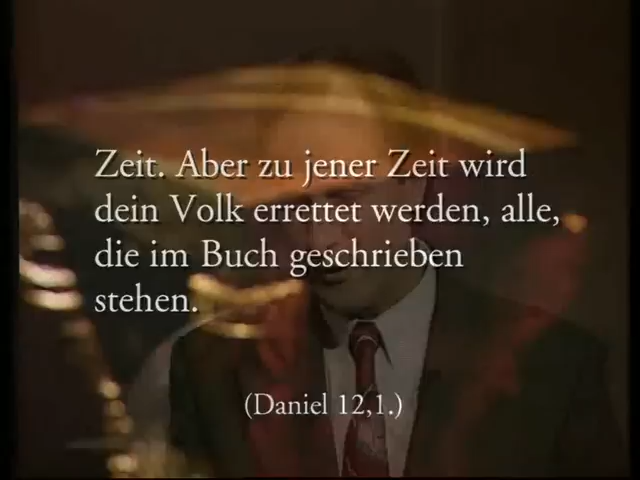 Zeit. Aber zu jener Zeit wird
dein Volk errettet werden, alle,
die im Buch geschrieben
stehen.
(Daniel 12,1.)